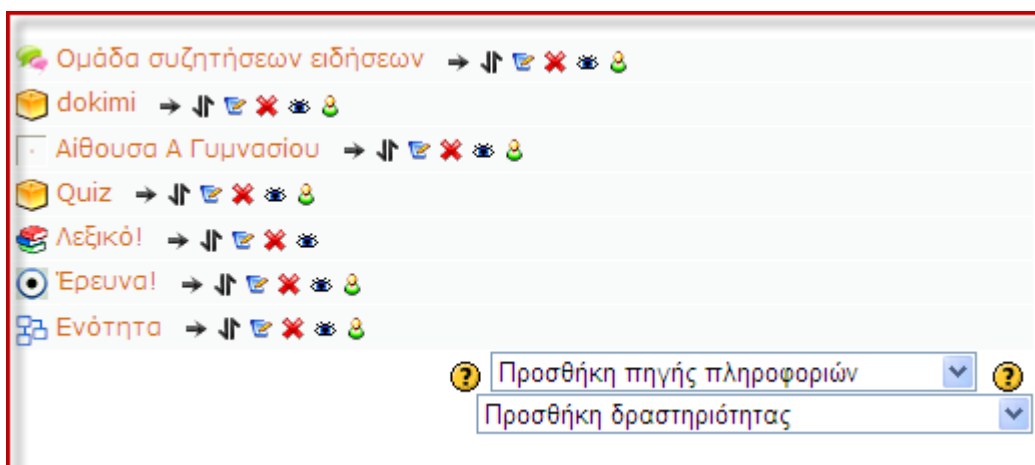 Ομάδα συζητήσεων ειδήσεων
dokimi
Αίθουσα Α Γυμνασίου
Quiz
Λεξικό!
Έρευνα!
Ενότητα
Προσθήκη πηγής πληροφοριών
Προσθήκη δραστηριότητας